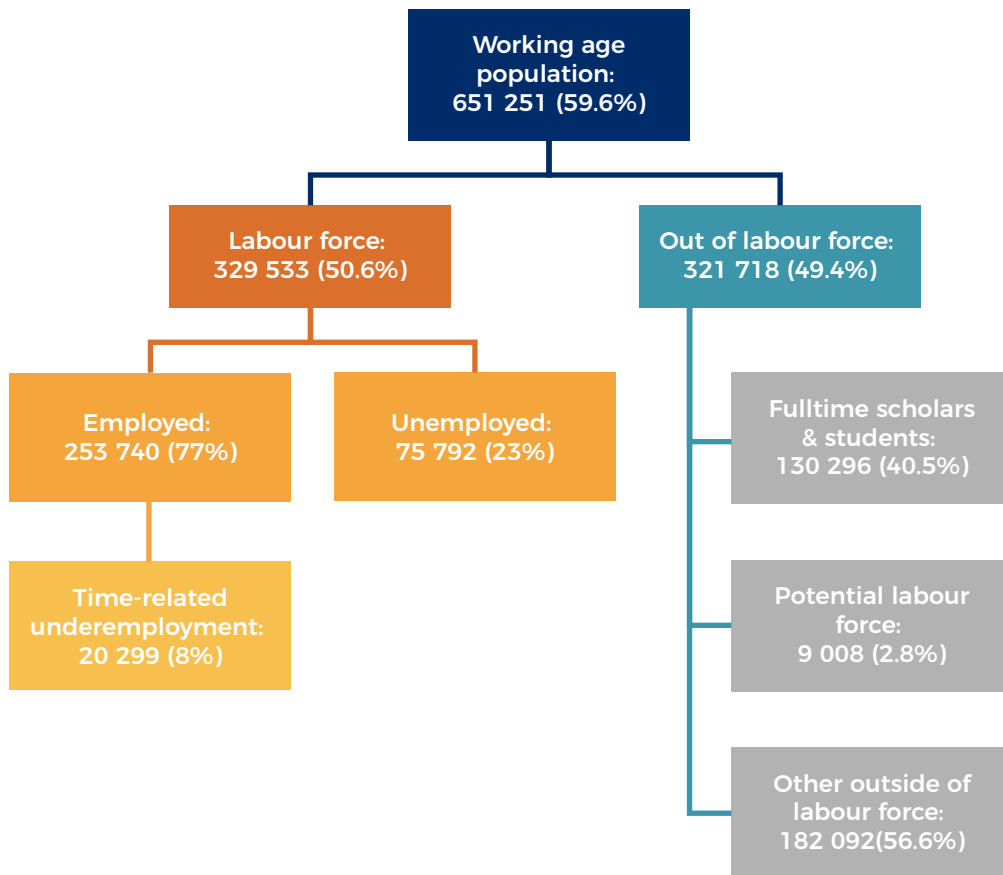 Working age
population:
651 251 (59.6%)
Labour force:
329 533 (50.6%)
Out of labour force:
321 718 (49.4%)
Employed:
253 740 (77%)
Unemployed:
75 792 (23%)
Fulltime scholars
& students:
130 296 (40.5%)
Time-related
underemployment:
20 299 (8%)
Potential labour
force:
9 008 (2.8%)
Other outside of
labour force:
182 092(56.6%)